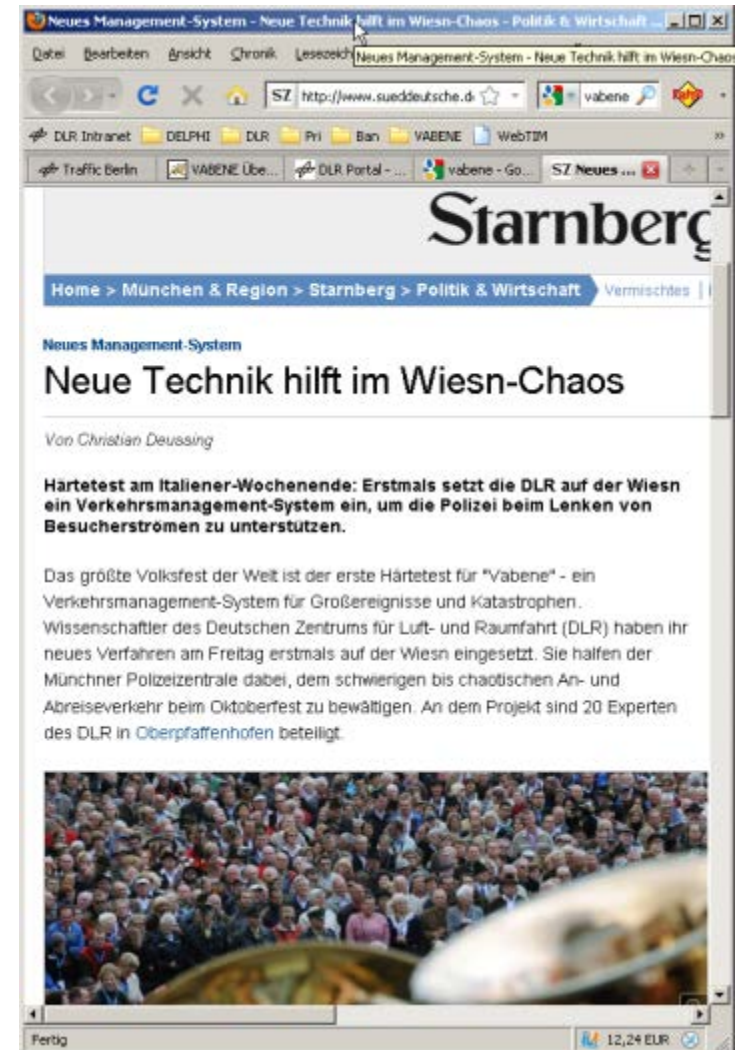 Neues Management-System - Neue Technik hilft im Wiesn-Chaos - Politik & Wirtschaft ...
Datei Bearbeiten Ansicht Chronik Lesezeich
Neues Management-System - Neue Technik hilft im Wiesn-Chaos
SZ http://www.sueddeutsche.d vabene
DLR Intranet DELPHI DLR Pri Ban VABENE WebTIM »
Traffic Berlin VABENE Übe... DLR Portal - ... vabene - Go... SZ Neues ...
Starnberg
Home > München & Region > Starnberg > Politik & Wirtschaft Vermischtes |
Neues Management-System
Neue Technik hilft im Wiesn-Chaos
Von Christian Deussing
Härtetest am Italiener-Wochenende: Erstmals setzt die DLR auf der Wiesn
ein Verkehrsmanagement-System ein, um die Polizei beim Lenken von
Besucherströmen zu unterstützen.
Das größte Volksfest der Welt ist der erste Härtetest für "Vabene" - ein
Verkehrsmanagement-System für Großereignisse und Katastrophen.
Wissenschaftler des Deutschen Zentrums für Luft- und Raumfahrt (DLR) haben ihr
neues Verfahren am Freitag erstmals auf der Wiesn eingesetzt. Sie halfen der
Münchner Polizeizentrale dabei, dem schwierigen bis chaotischen An- und
Abreiseverkehr beim Oktoberfest zu bewältigen. An dem Projekt sind 20 Experten
des DLR in Oberpfaffenhofen beteiligt.
Fertig 12,24 EUR